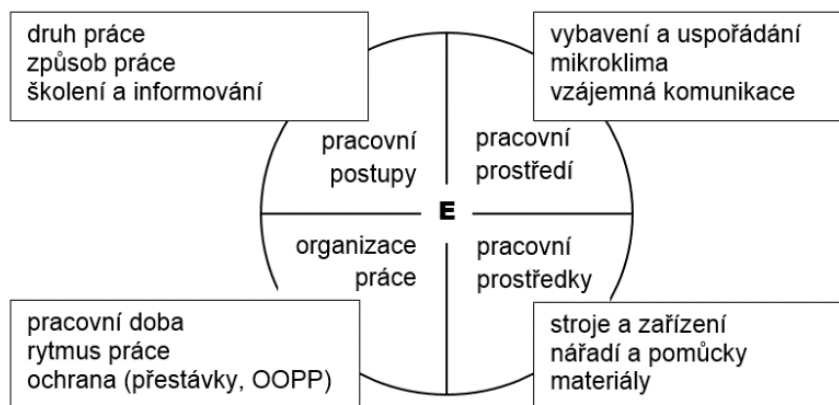 druh práce
způsob práce
školení a informování
vybavení a uspořádání
mikroklima
vzájemná komunikace
pracovní
postupy
pracovní
prostředí
E
organizace
práce
pracovní
prostředky
pracovní doba
rytmus práce
ochrana (přestávky, OOPP)
stroje a zařízení
nářadí a pomůcky
materiály